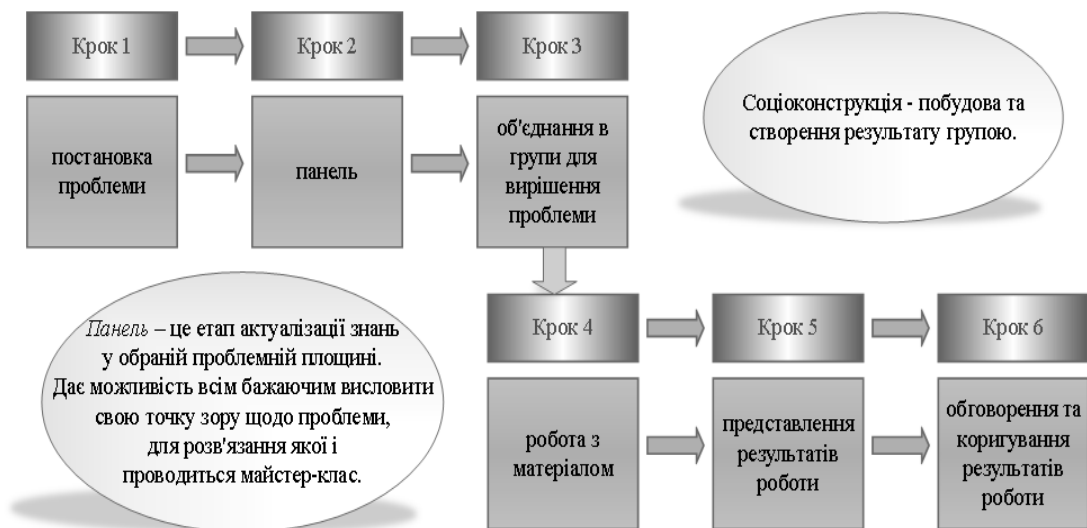 Крок 1
Крок 2
Крок 3
постановка
проблеми
панель
об'єднання в
групи для
вирішення
проблеми
Соціоконструкція - побудова та
створення результату групою.
Панель – це етап актуалізації знань
у обраній проблемній площині.
Дає можливість всім бажаючим висловити
свою точку зору щодо проблеми,
для розв'язання якої і
проводиться майстер-клас.
Крок 4
Крок 5
Крок 6
робота з
матеріалом
представлення
результатів
роботи
обговорення та
коригування
результатів
роботи